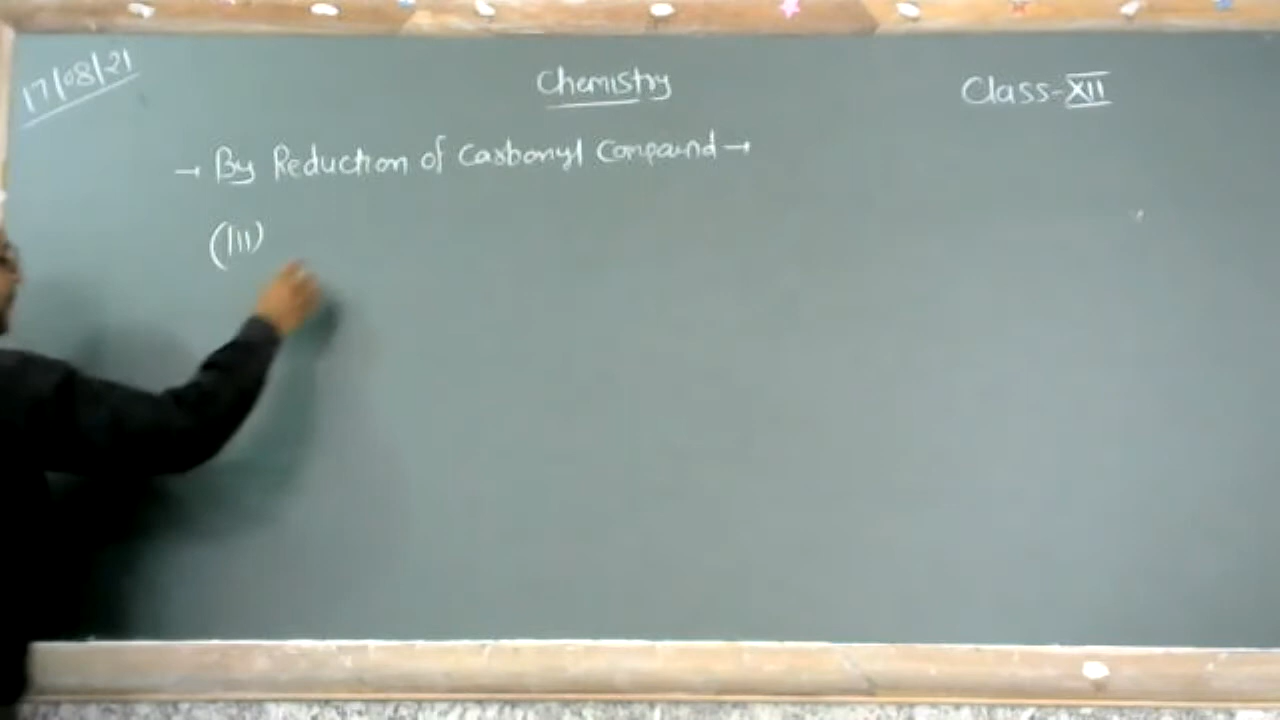 17/08/21
Chemistry
Class-XII
→ By Reduction of Carbonyl Compound →
(III)